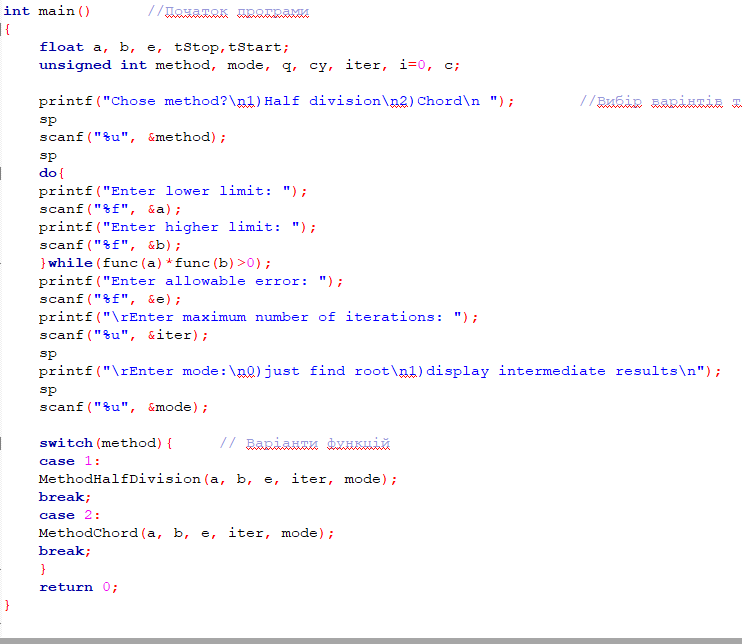 int main()       //Початок програми
{
    float a, b, e, tStop,tStart;
    unsigned int method, mode, q, cy, iter, i=0, c;

    printf("Chose method?\n1)Half division\n2)Chord\n ");       //Вибір варінтів
    sp
    scanf("%u", &method);
    sp
    do{
    printf("Enter lower limit: ");
    scanf("%f", &a);
    printf("Enter higher limit: ");
    scanf("%f", &b);
    }while(func(a)*func(b)>0);
    printf("Enter allowable error: ");
    scanf("%f", &e);
    printf("\rEnter maximum number of iterations: ");
    scanf("%u", &iter);
    sp
    printf("\rEnter mode:\n0)just find root\n1)display intermediate results\n");
    sp
    scanf("%u", &mode);

    switch(method){     // Варіанти функцій
    case 1:
    MethodHalfDivision(a, b, e, iter, mode);
    break;
    case 2:
    MethodChord(a, b, e, iter, mode);
    break;
    }
    return 0;
}